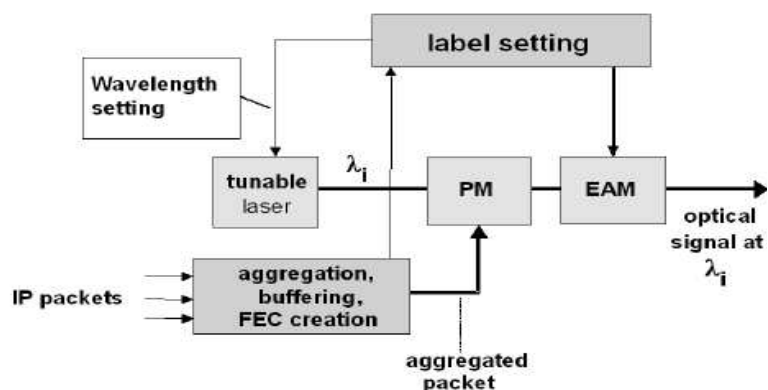 label setting
Wavelength
setting
tunable
laser
λi
PM
EAM
optical
signal at
λi
IP packets
aggregation,
buffering,
FEC creation
aggregated
packet